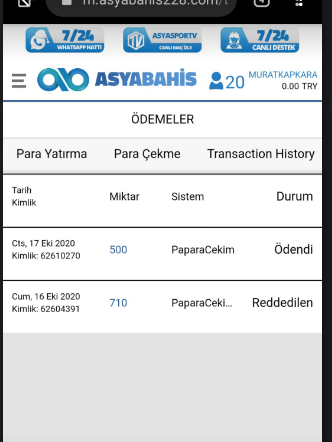 m.asyabahis228.com/t
7/24
WHATSAPP HATTI
ASYASPORTV
CANLI MAÇ İZLE
7/24
CANLI DESTEK
ASYABAHİS
20
MURATKAPKARA
0.00 TRY
ÖDEMELER
Para Yatırma
Para Çekme
Transaction History
Tarih
Kimlik
Miktar
Sistem
Durum
Cts, 17 Eki 2020
Kimlik: 62610270
500
PaparaCekim
Ödendi
Cum, 16 Eki 2020
Kimlik: 62604391
710
PaparaCeki...
Reddedilen